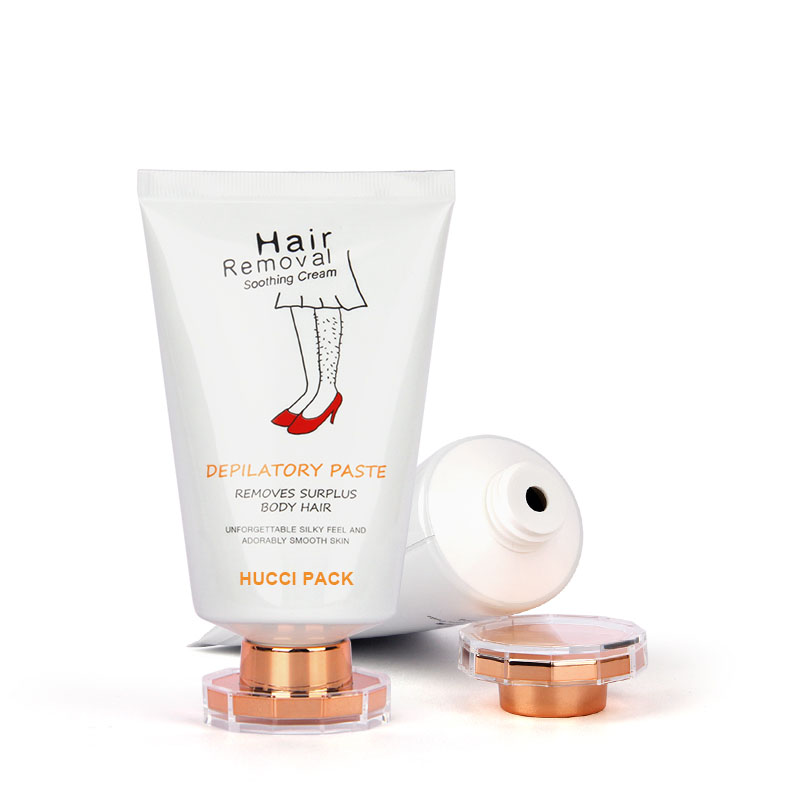 Hair
Removal
Soothing Cream
DEPILATORY PASTE
REMOVES SURPLUS
BODY HAIR
UNFORGETTABLE SILKY FEEL AND
ADORABLY SMOOTH SKIN
HUCCI PACK